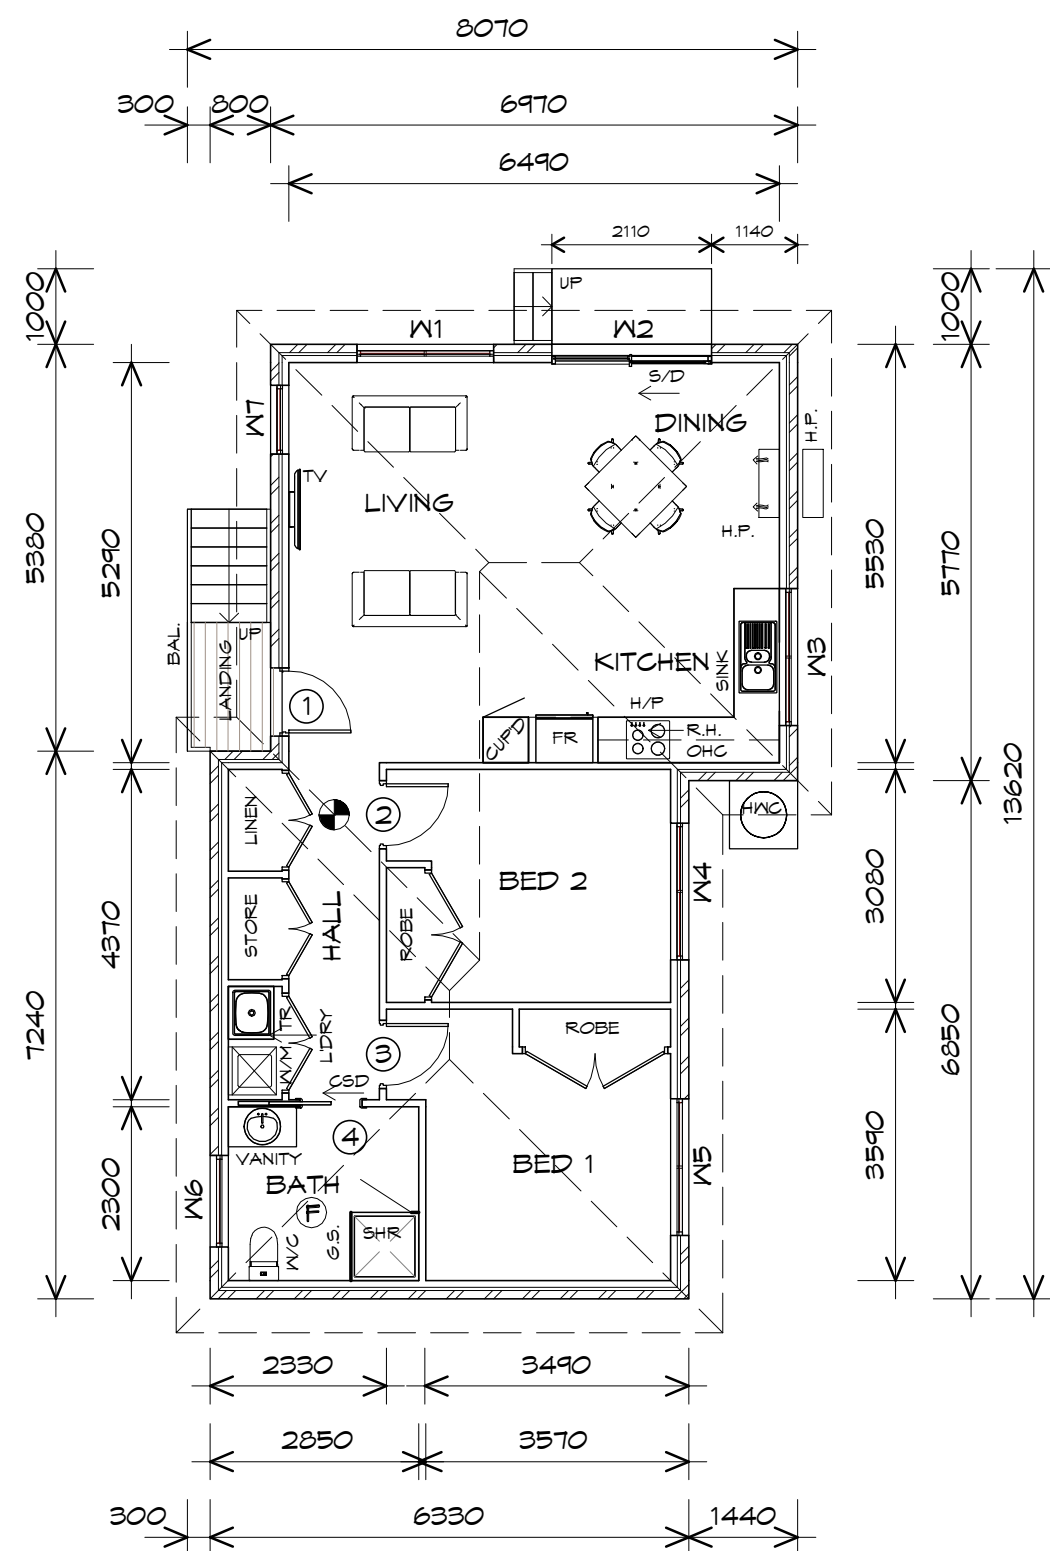 8070
300 800 6970
6490
2110 1140
1000
UP
1000
W1 W2
S/D
W7
DINING
H.P.
TV
LIVING
H.P.
5380
5290
5530
5770
BAL.
UP
LANDING
KITCHEN
SINK
W3
1
H/P
CUP'D
FR
R.H.
OHC
13620
LINEN
2
HWC
BED 2
W4
3080
STORE
HALL
ROBE
4370
7240
TR
L'DRY
W/M
3
ROBE
6850
CSD
4
VANITY
BED 1
W5
3590
BATH
W6
2300
F
W/C
G.S.
SHR
2330 3490
2850 3570
300 6330 1440